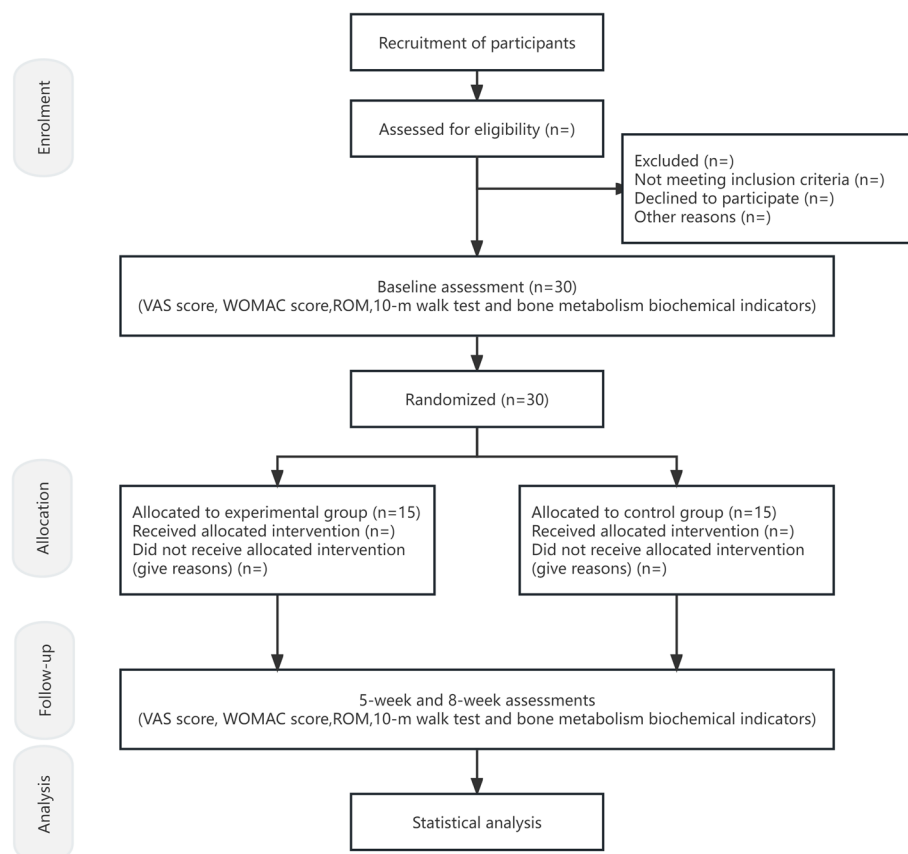 Recruitment of participants
Enrolment
Assessed for eligibility (n=)
Excluded (n=)
Not meeting inclusion criteria (n=)
Declined to participate (n=)
Other reasons (n=)
Baseline assessment (n=30)
(VAS score, WOMAC score,ROM,10-m walk test and bone metabolism biochemical indicators)
Randomized (n=30)
Allocation
Allocated to experimental group (n=15)
Received allocated intervention (n=)
Did not receive allocated intervention
(give reasons) (n=)
Allocated to control group (n=15)
Received allocated intervention (n=)
Did not receive allocated intervention
(give reasons) (n=)
Follow-up
5-week and 8-week assessments
(VAS score, WOMAC score,ROM,10-m walk test and bone metabolism biochemical indicators)
Analysis
Statistical analysis